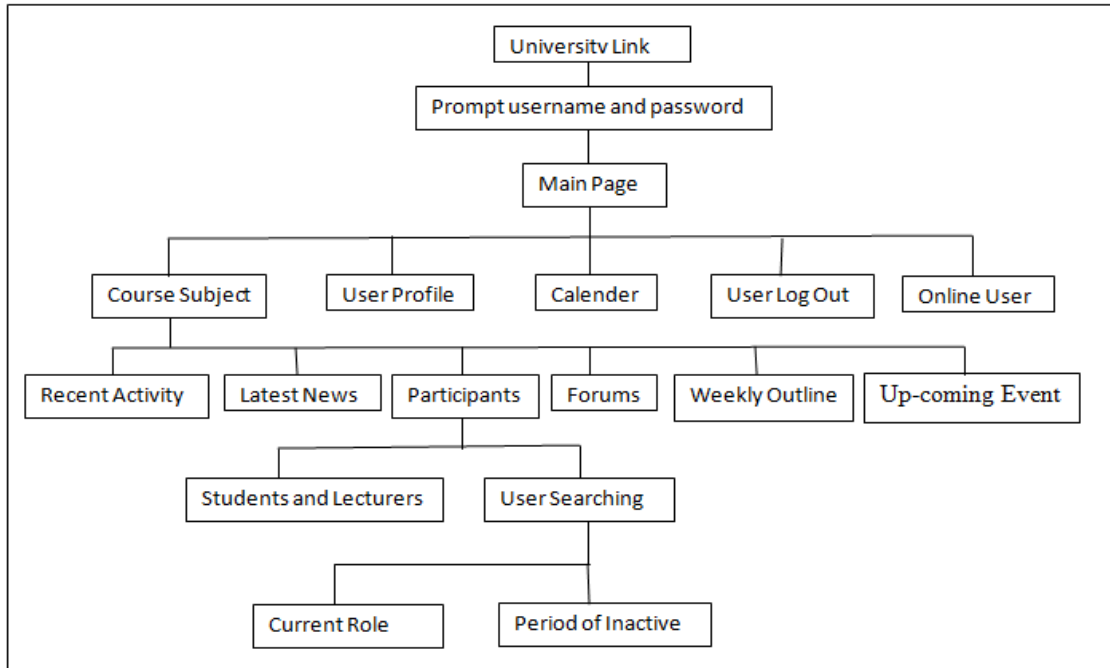 University Link
Prompt username and password
Main Page
Course Subject
User Profile
Calender
User Log Out
Online User
Recent Activity
Latest News
Participants
Forums
Weekly Outline
Up-coming Event
Students and Lecturers
User Searching
Current Role
Period of Inactive